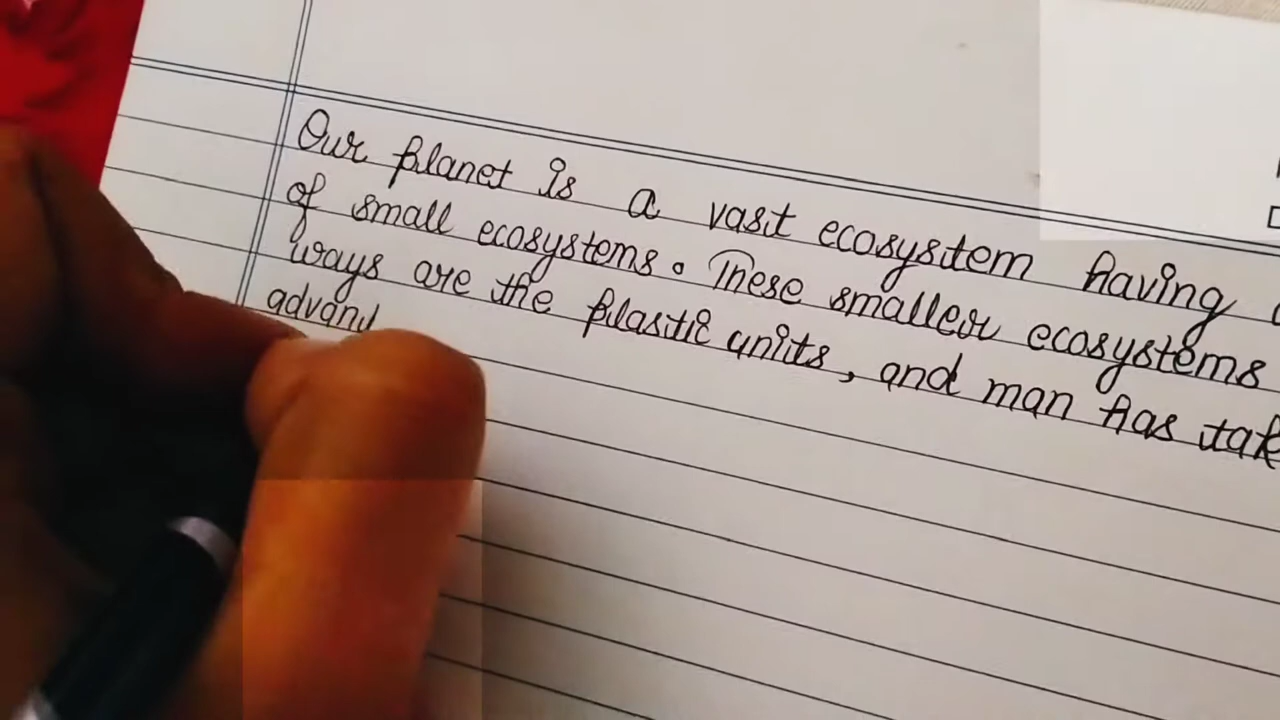 Our planet is a vast ecosystem having
of small ecosystems. These smaller ecosystems
ways are the plastic units, and man has